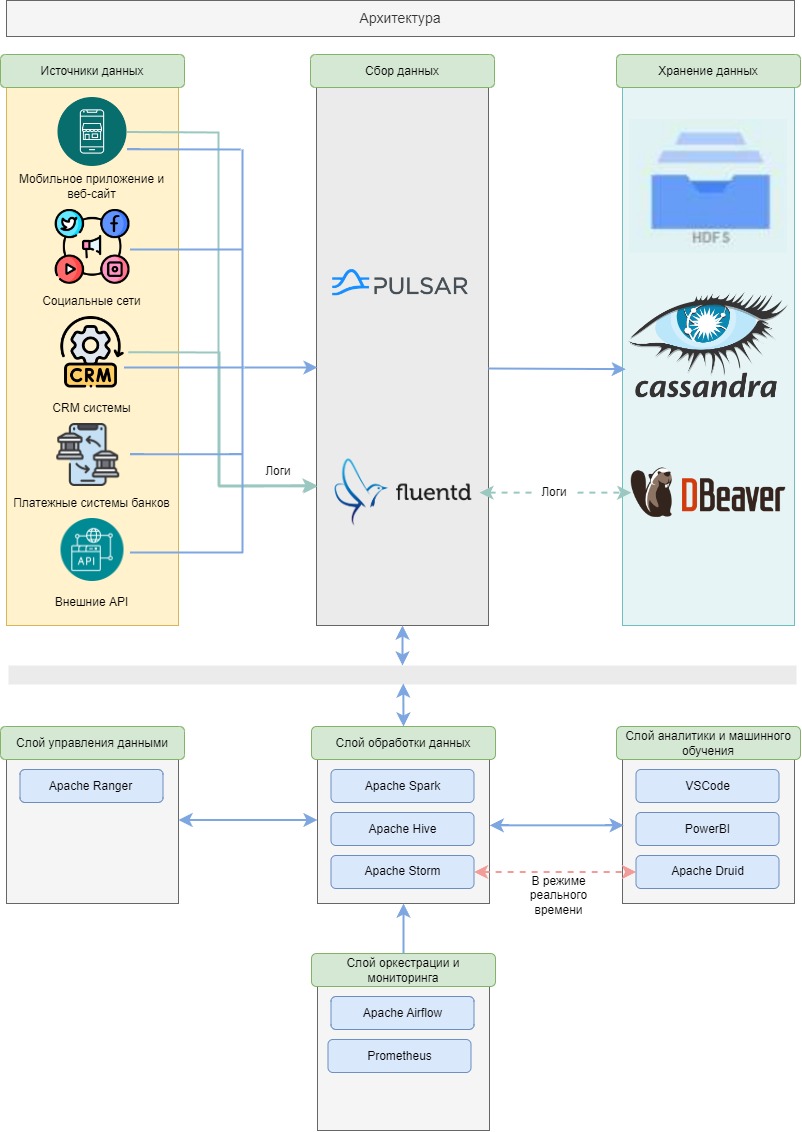 Архитектура
Источники данных
Сбор данных
Хранение данных
Мобильное приложение и
веб-сайт
HDFS
Социальные сети
PULSAR
CRM
CRM системы
cassandra
Логи
fluentd
Логи
DBeaver
Платежные системы банков
API
Внешние API
Слой управления данными
Слой обработки данных
Слой аналитики и машинного
обучения
Apache Ranger
Apache Spark
VSCode
Apache Hive
PowerBI
Apache Storm
Apache Druid
В режиме
реального
времени
Слой оркестрации и
мониторинга
Apache Airflow
Prometheus